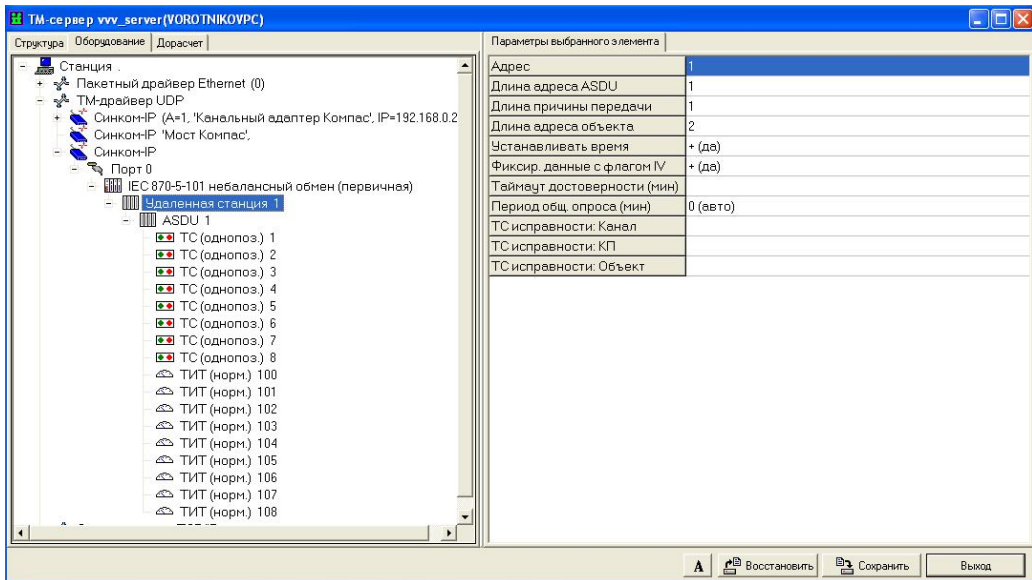 ТМ-сервер vvv_server(VOROTNIKOVPC)
Структура Оборудование Дорасчет
Станция .
Пакетный драйвер Ethernet (0)
ТМ-драйвер UDP
Синком-IP (A=1, 'Канальный адаптер Компас', IP=192.168.0.2
Синком-IP 'Мост Компас',
Синком-IP
Порт 0
IEC 870-5-101 небалансный обмен (первичная)
Удаленная станция 1
ASDU 1
ТС (однопоз.) 1
ТС (однопоз.) 2
ТС (однопоз.) 3
ТС (однопоз.) 4
ТС (однопоз.) 5
ТС (однопоз.) 6
ТС (однопоз.) 7
ТС (однопоз.) 8
ТИТ (норм.) 100
ТИТ (норм.) 101
ТИТ (норм.) 102
ТИТ (норм.) 103
ТИТ (норм.) 104
ТИТ (норм.) 105
ТИТ (норм.) 106
ТИТ (норм.) 107
ТИТ (норм.) 108
Параметры выбранного элемента
Адрес 1
Длина адреса ASDU 1
Длина причины передачи 1
Длина адреса объекта 2
Устанавливать время + (да)
Фиксир. данные с флагом IV + (да)
Таймаут достоверности (мин)
Период общ. опроса (мин) 0 (авто)
ТС исправности: Канал
ТС исправности: КП
ТС исправности: Объект
А Восстановить Сохранить Выход